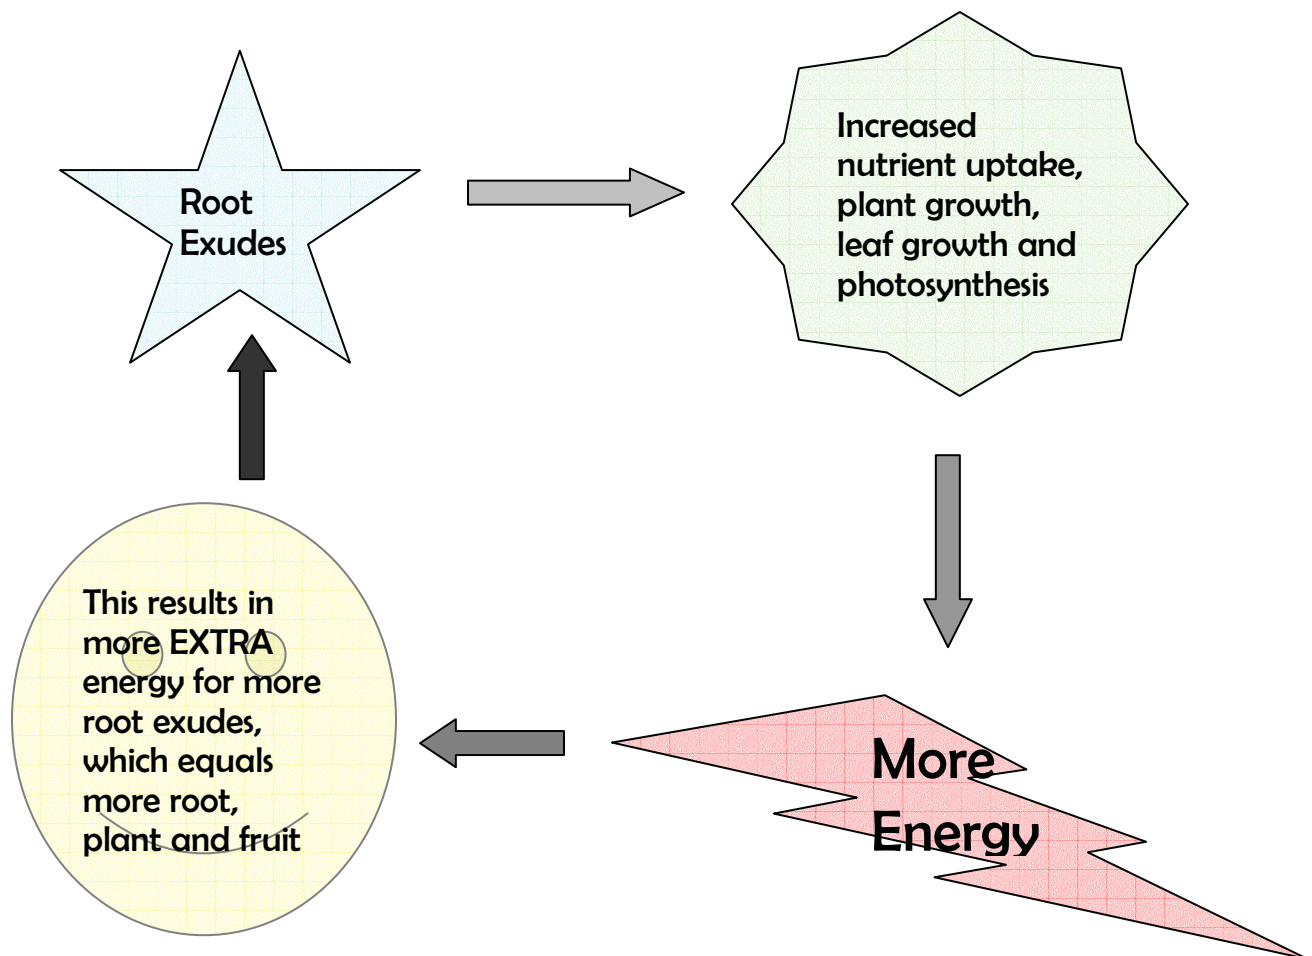 Root
Exudes
Increased
nutrient uptake,
plant growth,
leaf growth and
photosynthesis
More
Energy
This results in
more EXTRA
energy for more
root exudes,
which equals
more root,
plant and fruit